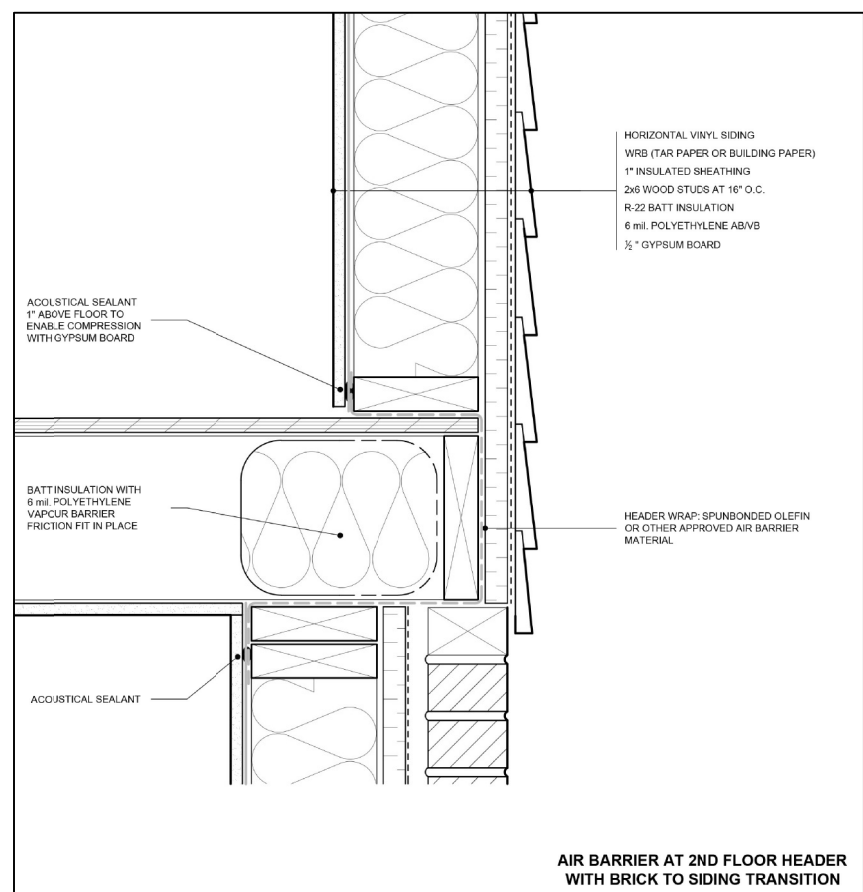 HORIZONTAL VINYL SIDING
WRB (TAR PAPER OR BUILDING PAPER)
1" INSULATED SHEATHING
2x6 WOOD STUDS AT 16" O.C.
R-22 BATT INSULATION
6 mil. POLYETHYLENE AB/VB
½ " GYPSUM BOARD
ACOUSTICAL SEALANT
1" ABOVE FLOOR TO
ENABLE COMPRESSION
WITH GYPSUM BOARD
BATT INSULATION WITH
6 mil. POLYETHYLENE
VAPOUR BARRIER
FRICTION FIT IN PLACE
HEADER WRAP: SPUNBONDED OLEFIN
OR OTHER APPROVED AIR BARRIER
MATERIAL
ACOUSTICAL SEALANT
AIR BARRIER AT 2ND FLOOR HEADER
WITH BRICK TO SIDING TRANSITION